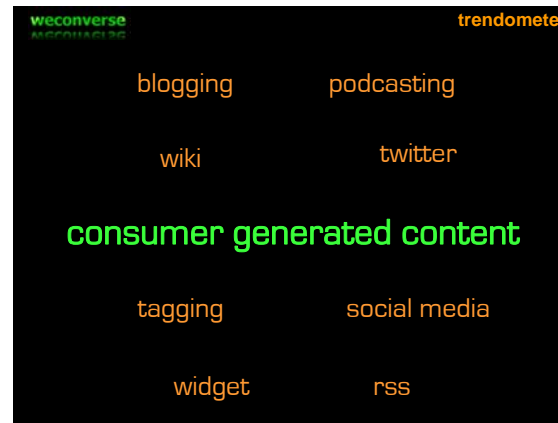 weconverse trendomete
blogging podcasting
wiki twitter
consumer generated content
tagging social media
widget rss